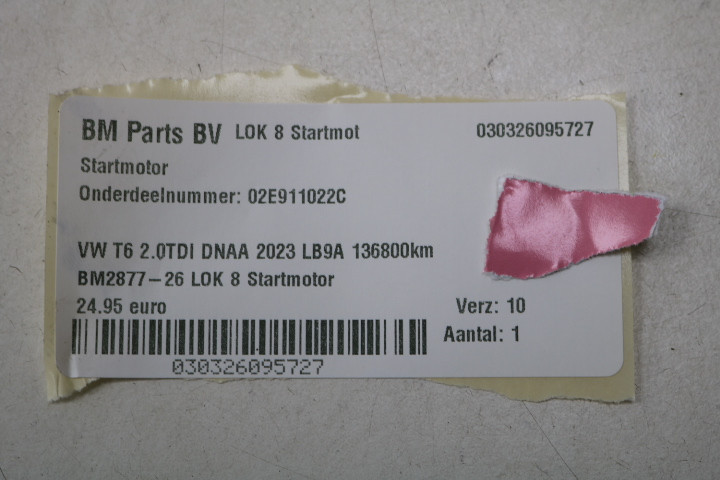 BM Parts BV LOK 8 Startmot 030326095727
Startmotor
Onderdeelnummer: 02E911022C
VW T6 2.0TDI DNAA 2023 LB9A 136800km
BM2877-26 LOK 8 Startmotor
24.95 euro Verz: 10
Aantal: 1
030326095727